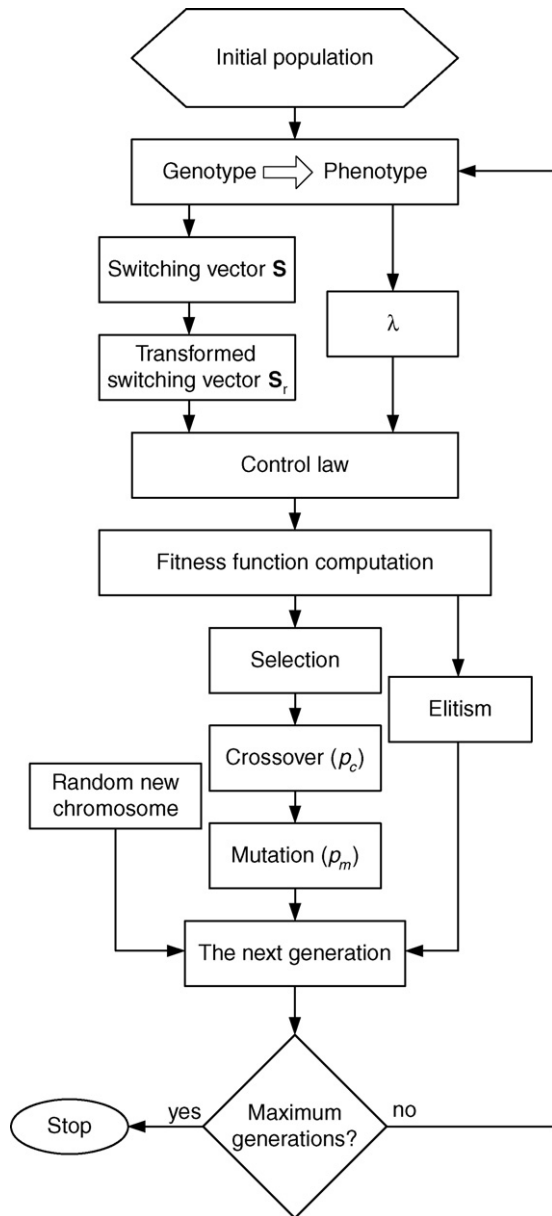 Initial population
Genotype Phenotype
Switching vector S
λ
Transformed
switching vector Sr
Control law
Fitness function computation
Selection
Elitism
Crossover (pc)
Random new
chromosome
Mutation (pm)
The next generation
Maximum
generations?
yes
no
Stop